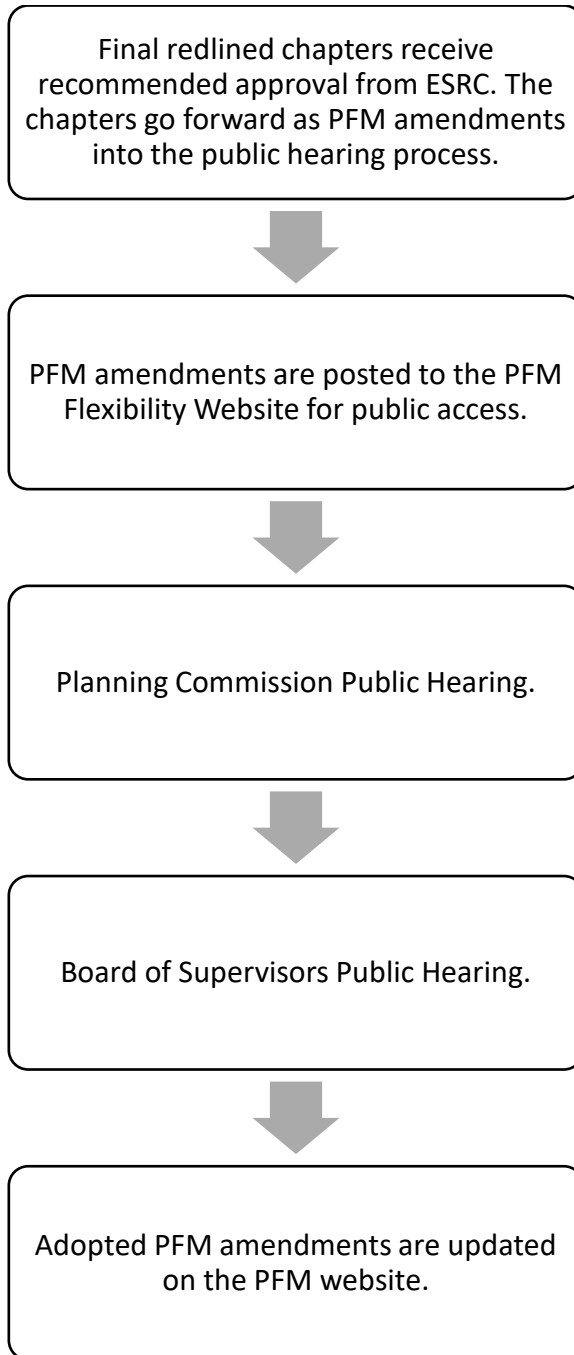 Final redlined chapters receive
recommended approval from ESRC. The
chapters go forward as PFM amendments
into the public hearing process.
PFM amendments are posted to the PFM
Flexibility Website for public access.
Planning Commission Public Hearing.
Board of Supervisors Public Hearing.
Adopted PFM amendments are updated
on the PFM website.